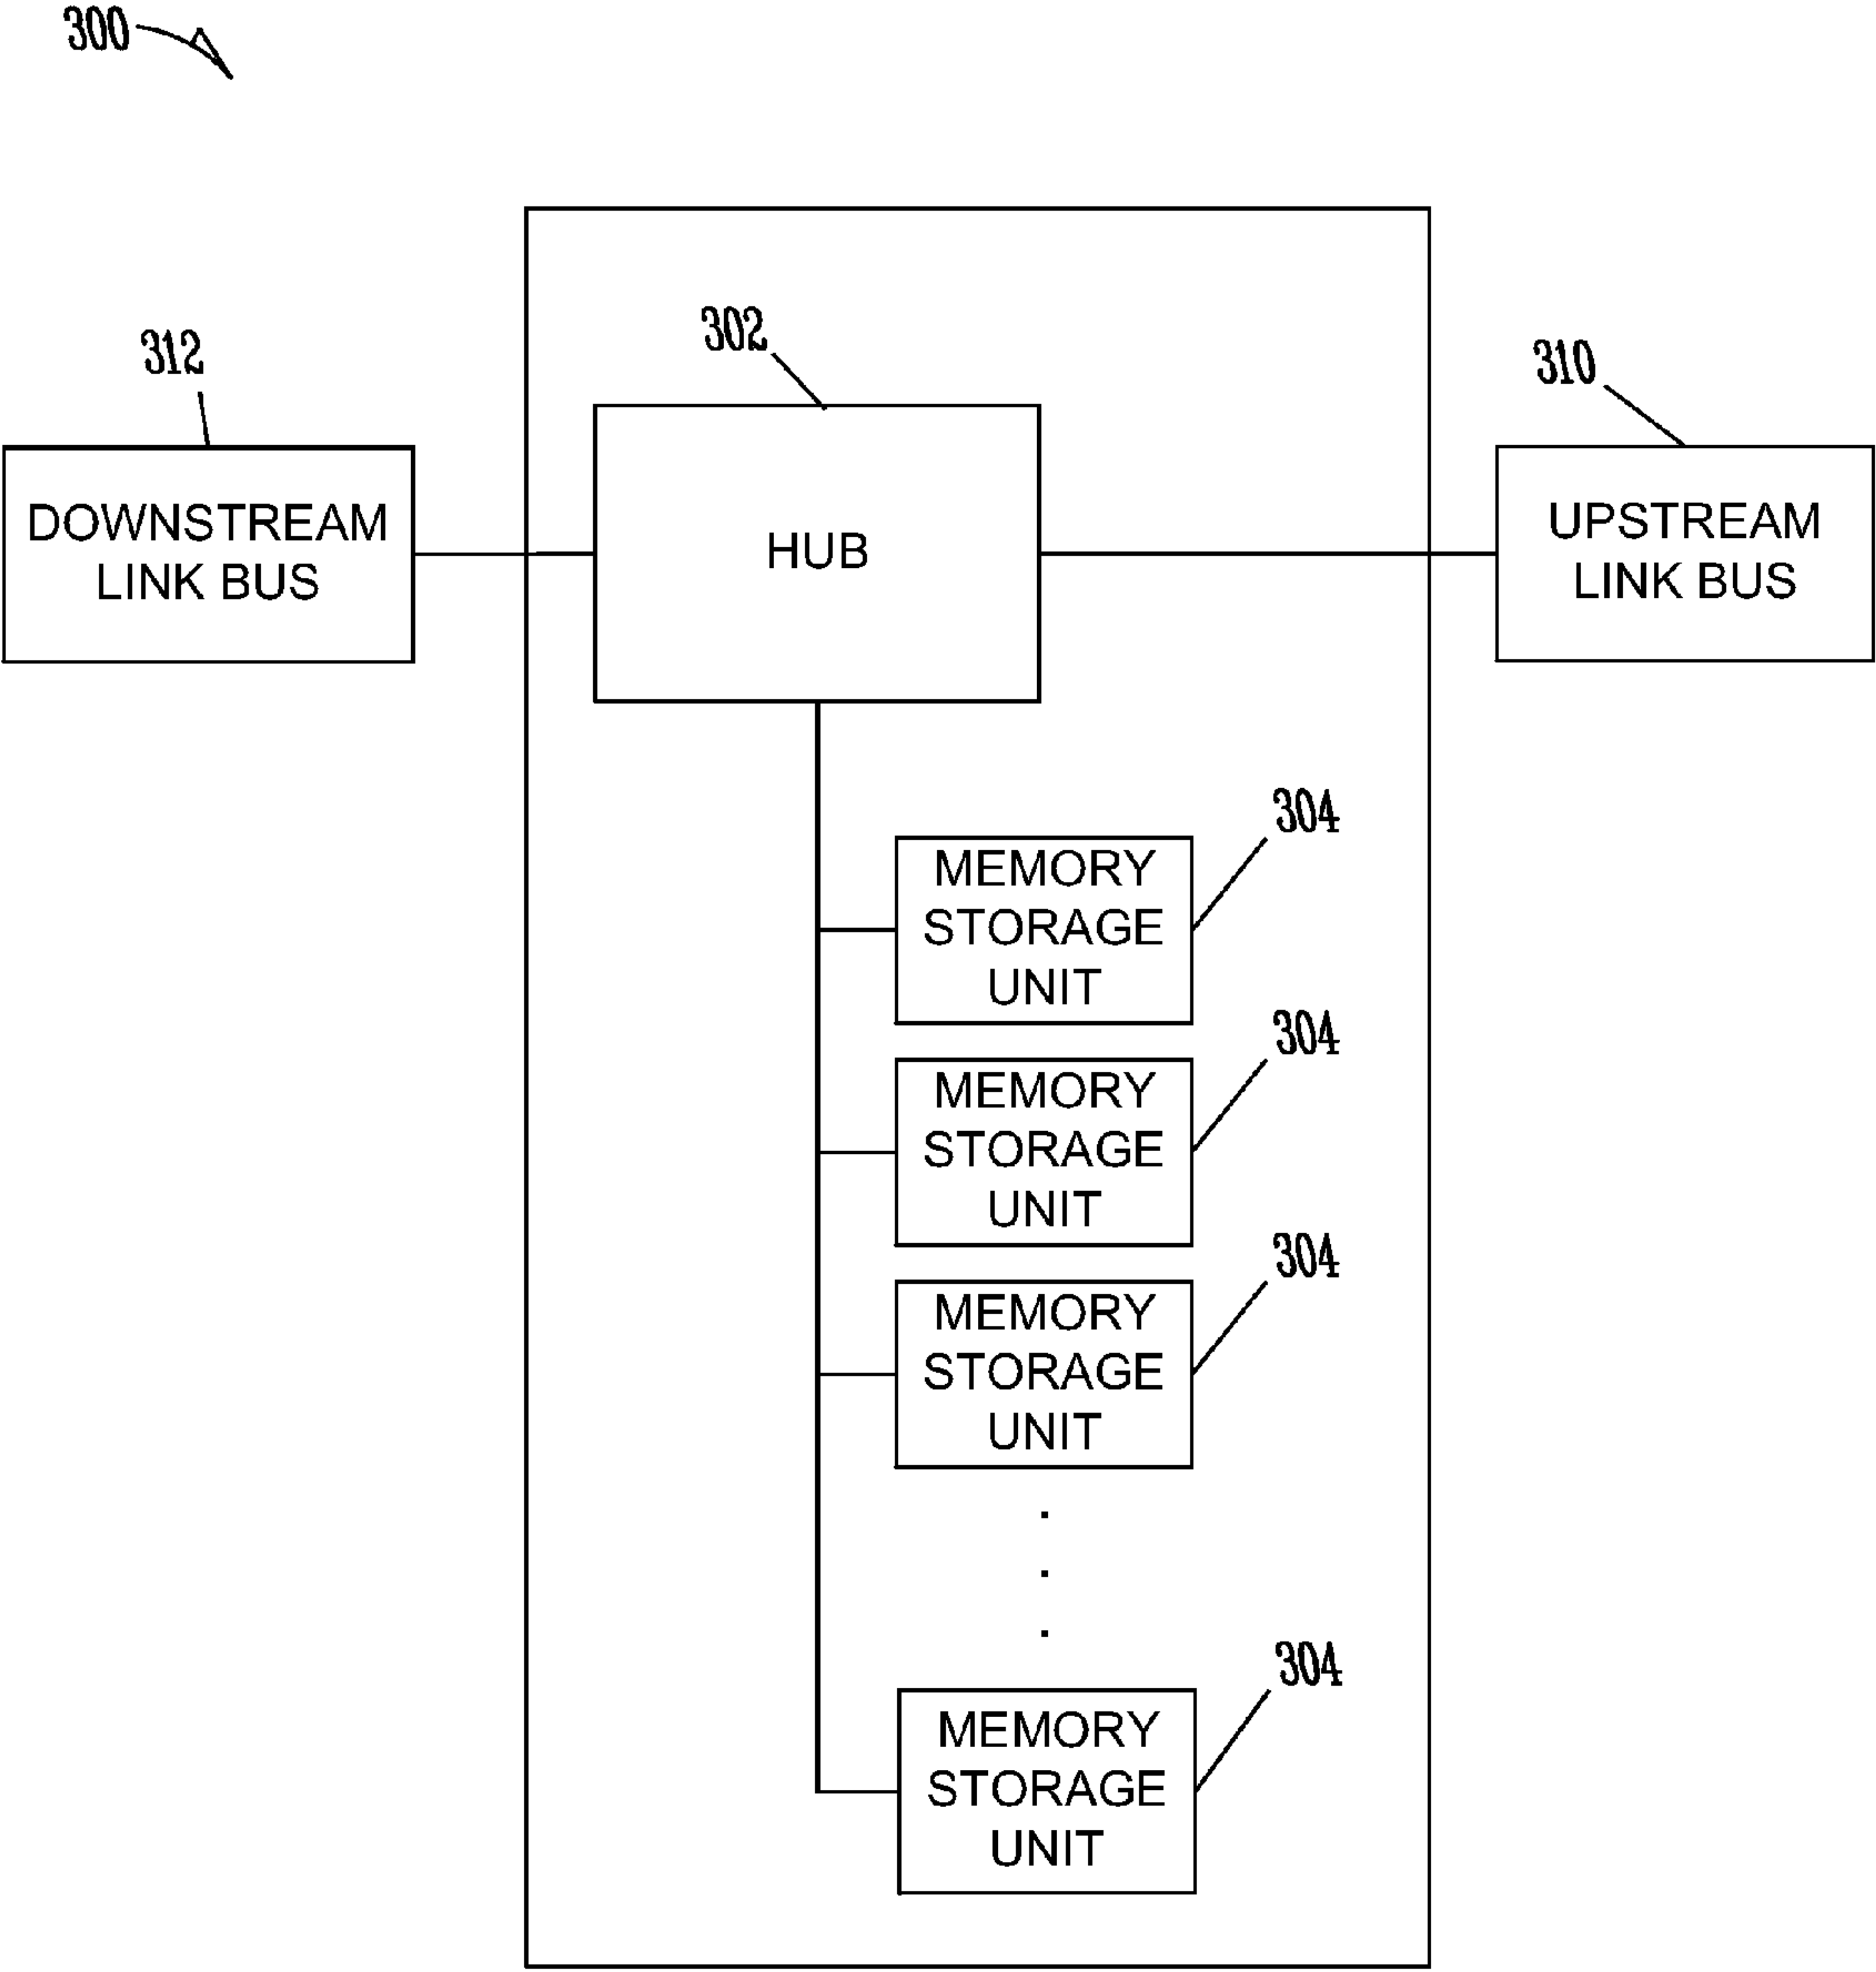 300
302
312
310
DOWNSTREAM
LINK BUS
HUB
UPSTREAM
LINK BUS
304
MEMORY
STORAGE
UNIT
304
MEMORY
STORAGE
UNIT
304
MEMORY
STORAGE
UNIT
304
MEMORY
STORAGE
UNIT